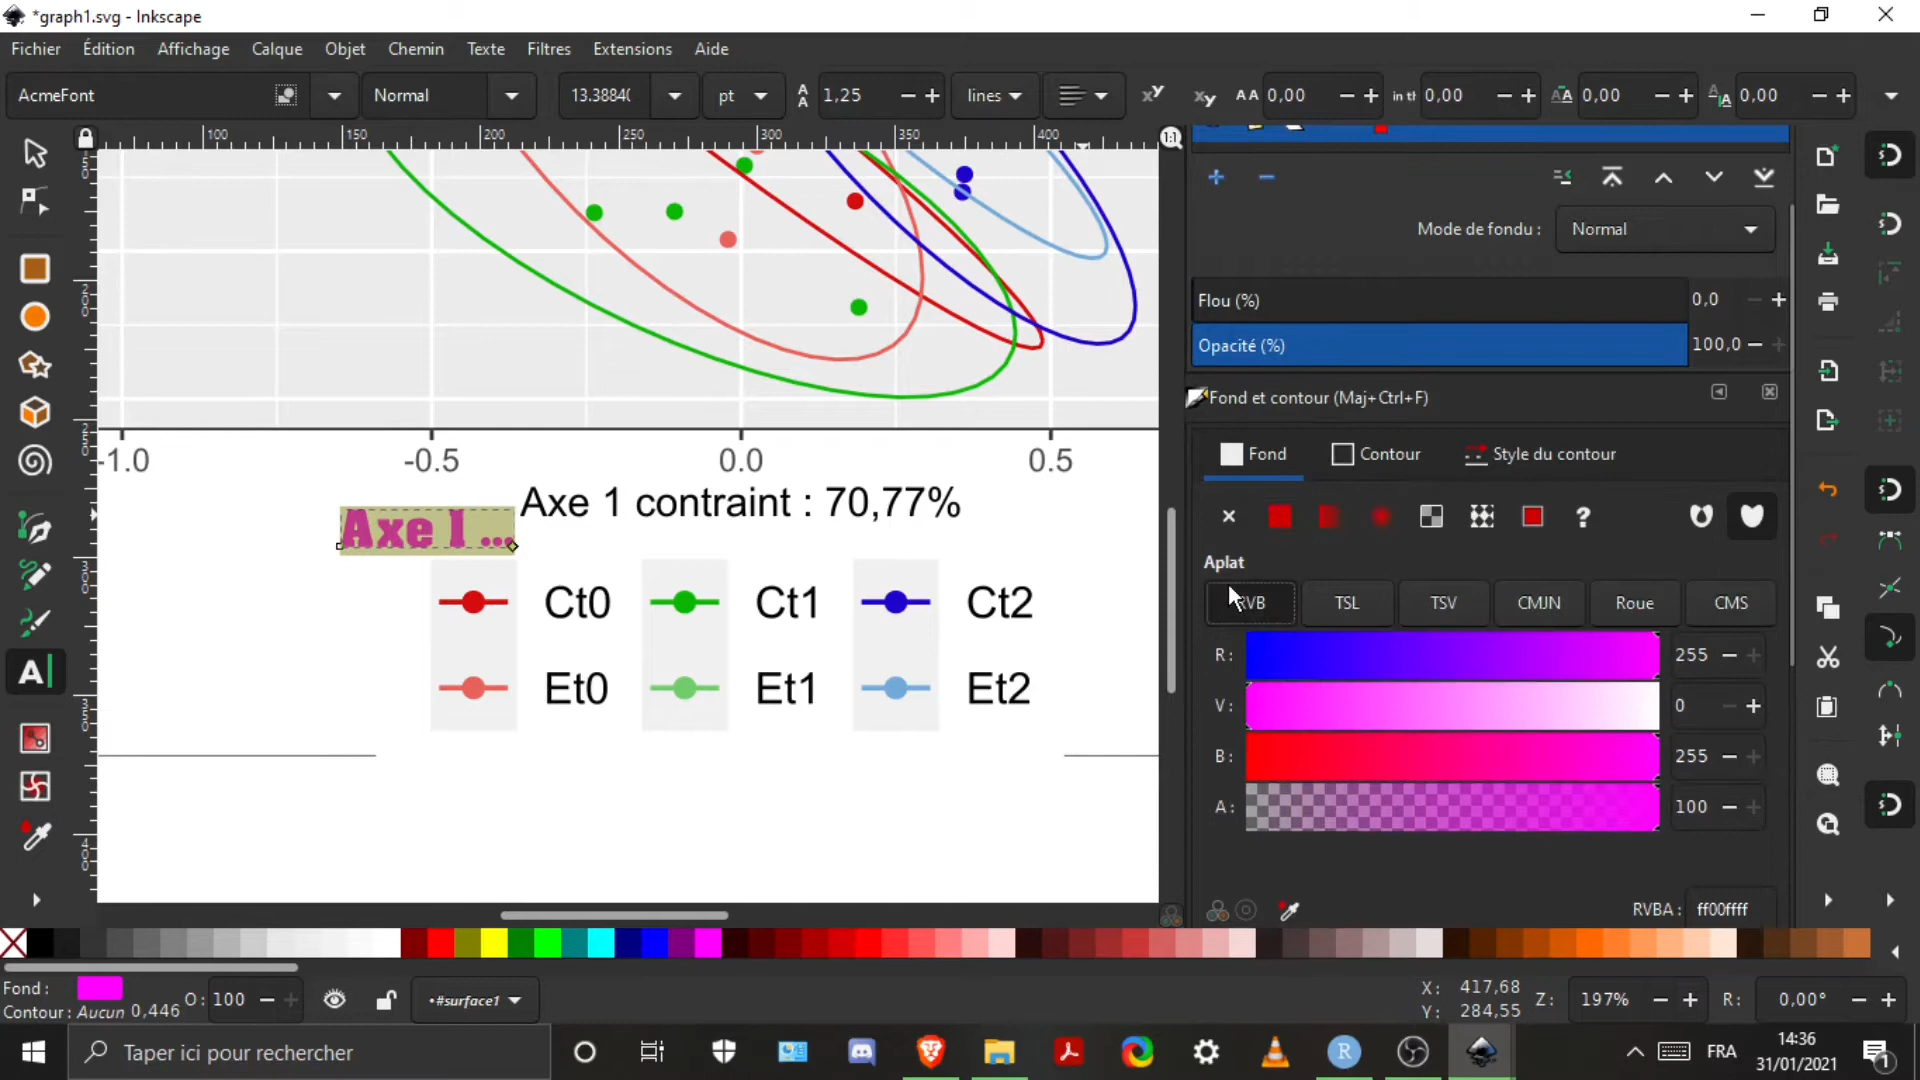 *graph1.svg - Inkscape
Fichier Édition Affichage Calque Objet Chemin Texte Filtres Extensions Aide
AcmeFont Normal 13.3884( pt 1,25 lines 0,00 0,00 0,00 0,00
100 150 200 250 300 350 400
1:1
Mode de fondu : Normal
Flou (%) 0,0
Opacité (%) 100,0
Fond et contour (Maj+Ctrl+F)
Fond Contour Style du contour
-1.0 -0.5 0.0 0.5
Axe 1 contraint : 70,77%
Axe 1 ...
Ct0 Ct1 Ct2
Et0 Et1 Et2
Aplat
RVB TSL TSV CMJN Roue CMS
R: 255
V: 0
B: 255
A: 100
RVBA : ff00ffff
Fond :
Contour : Aucun 0,446
O: 100
•#surface1
X: 417,68
Y: 284,55
Z: 197%
R: 0,00°
Taper ici pour rechercher
FRA
14:36
31/01/2021
1